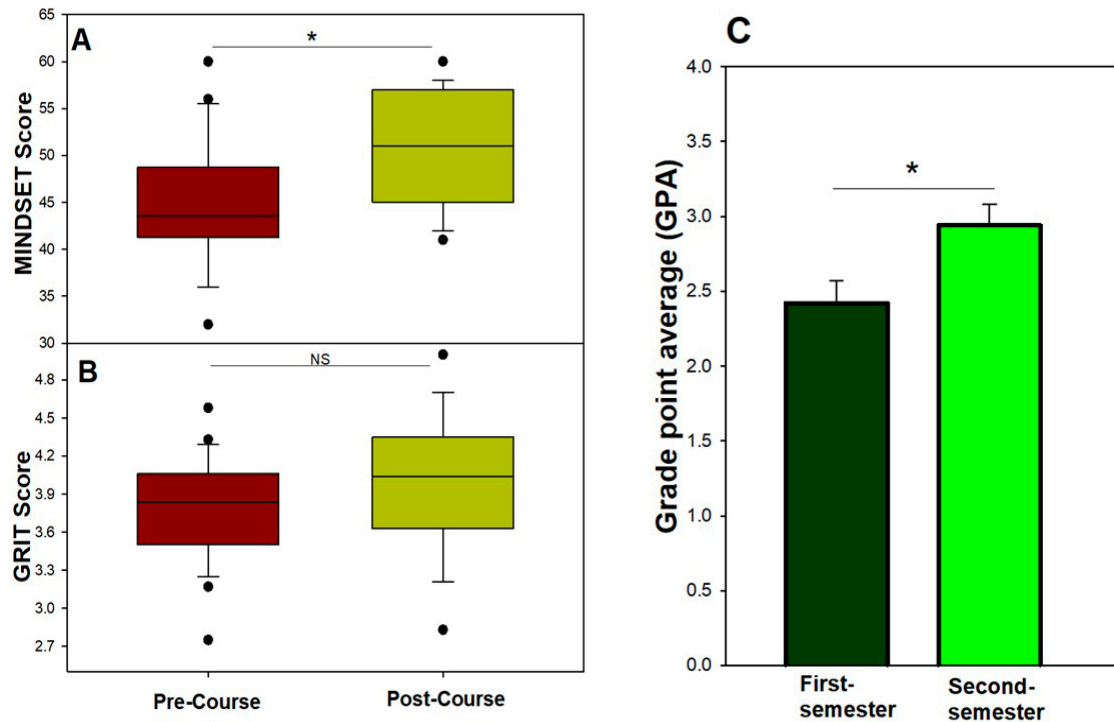 A
*
MINDSET Score
65
60
55
50
45
40
35
30
B
NS
GRIT Score
4.8
4.5
4.2
3.9
3.6
3.3
3.0
2.7
Pre-Course
Post-Course
C
*
Grade point average (GPA)
4.0
3.5
3.0
2.5
2.0
1.5
1.0
0.5
0.0
First-
semester
Second-
semester